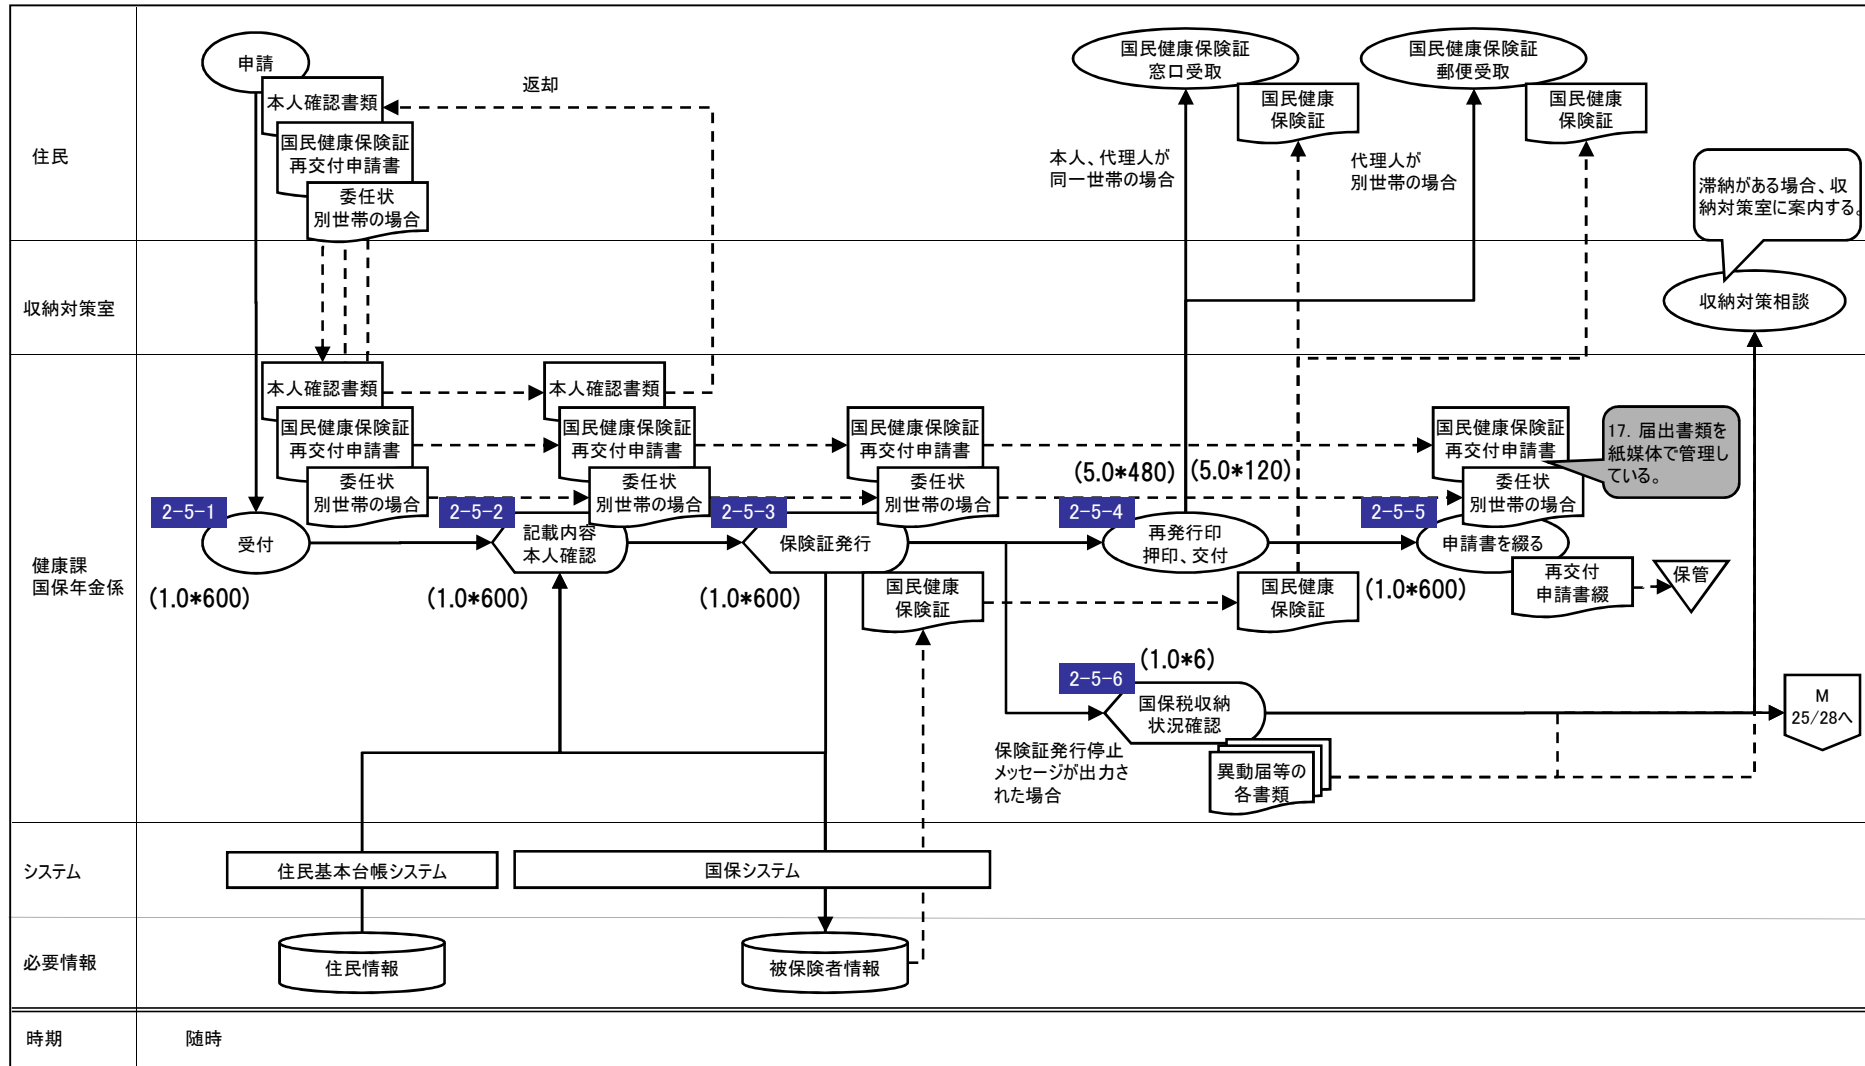 住民
申請
本人確認書類
国民健康保険証
再交付申請書
委任状
別世帯の場合
返却
国民健康保険証
窓口受取
国民健康
保険証
本人、代理人が
同一世帯の場合
国民健康保険証
郵便受取
国民健康
保険証
代理人が
別世帯の場合
滞納がある場合、収
納対策室に案内する。
収納対策室
収納対策相談
健康課
国保年金係
本人確認書類
国民健康保険証
再交付申請書
委任状
別世帯の場合
2-5-1
受付
(1.0*600)
本人確認書類
国民健康保険証
再交付申請書
委任状
別世帯の場合
2-5-2
記載内容
本人確認
(1.0*600)
国民健康保険証
再交付申請書
委任状
別世帯の場合
2-5-3
保険証発行
(1.0*600)
国民健康
保険証
(5.0*480)
(5.0*120)
2-5-4
再発行印
押印、交付
国民健康
保険証
国民健康保険証
再交付申請書
委任状
別世帯の場合
17. 届出書類を
紙媒体で管理し
ている。
2-5-5
申請書を綴る
(1.0*600)
再交付
申請書綴
保管
2-5-6
(1.0*6)
国保税収納
状況確認
保険証発行停止
メッセージが出力さ
れた場合
異動届等の
各書類
M
25/28へ
システム
住民基本台帳システム
国保システム
必要情報
住民情報
被保険者情報
時期
随時